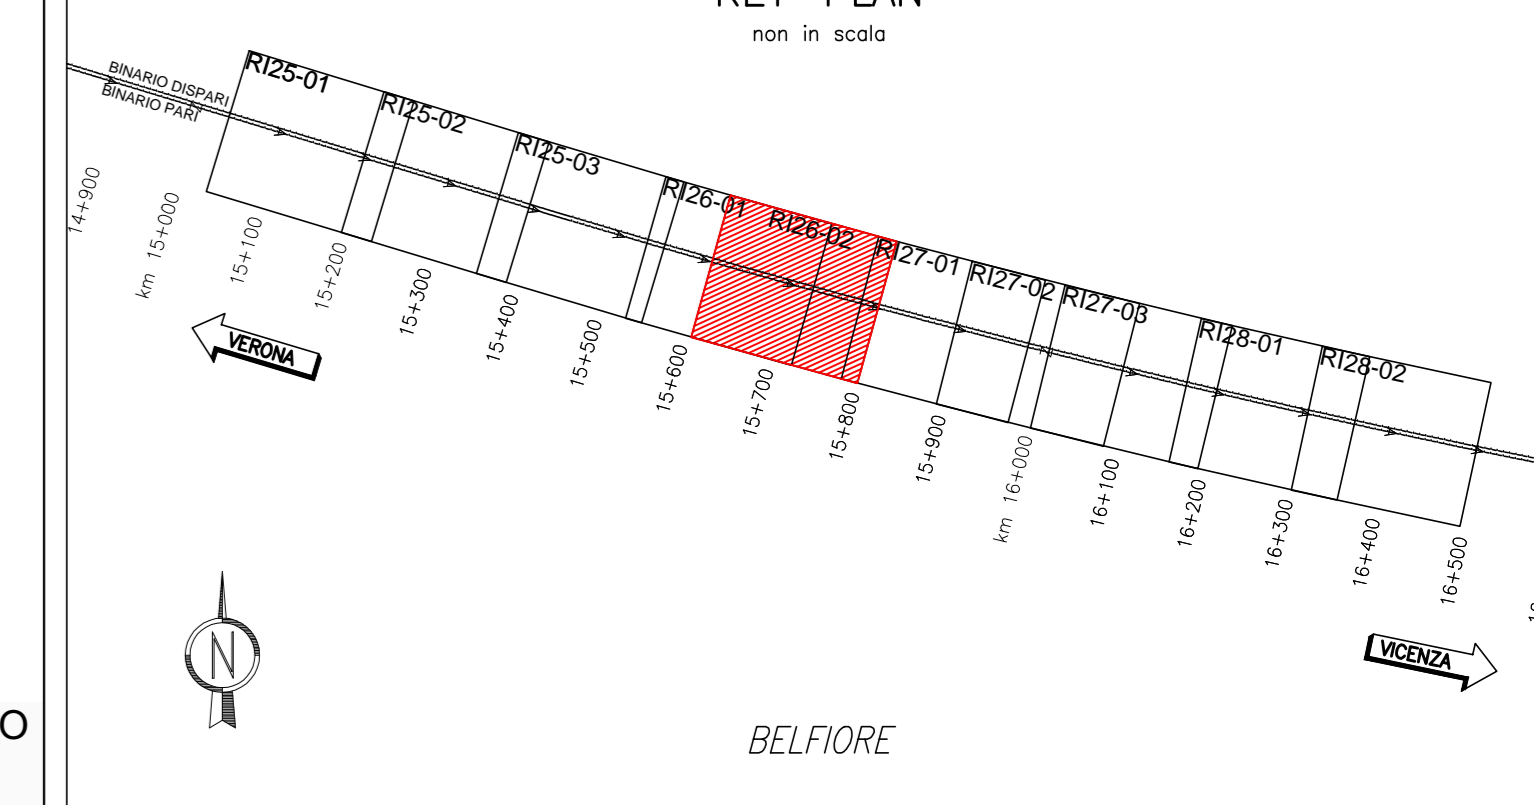 KEY PLAN
non in scala
BINARIO DISPARI
BINARIO PARI
RI25-01
RI25-02
RI25-03
RI26-01
RI26-02
RI27-01
RI27-02
RI27-03
RI28-01
RI28-02
14+900
km 15+000
15+100
15+200
15+300
15+400
15+500
15+600
15+700
15+800
15+900
km 16+000
16+100
16+200
16+300
16+400
16+500
VERONA
VICENZA
N
BELFIORE
O